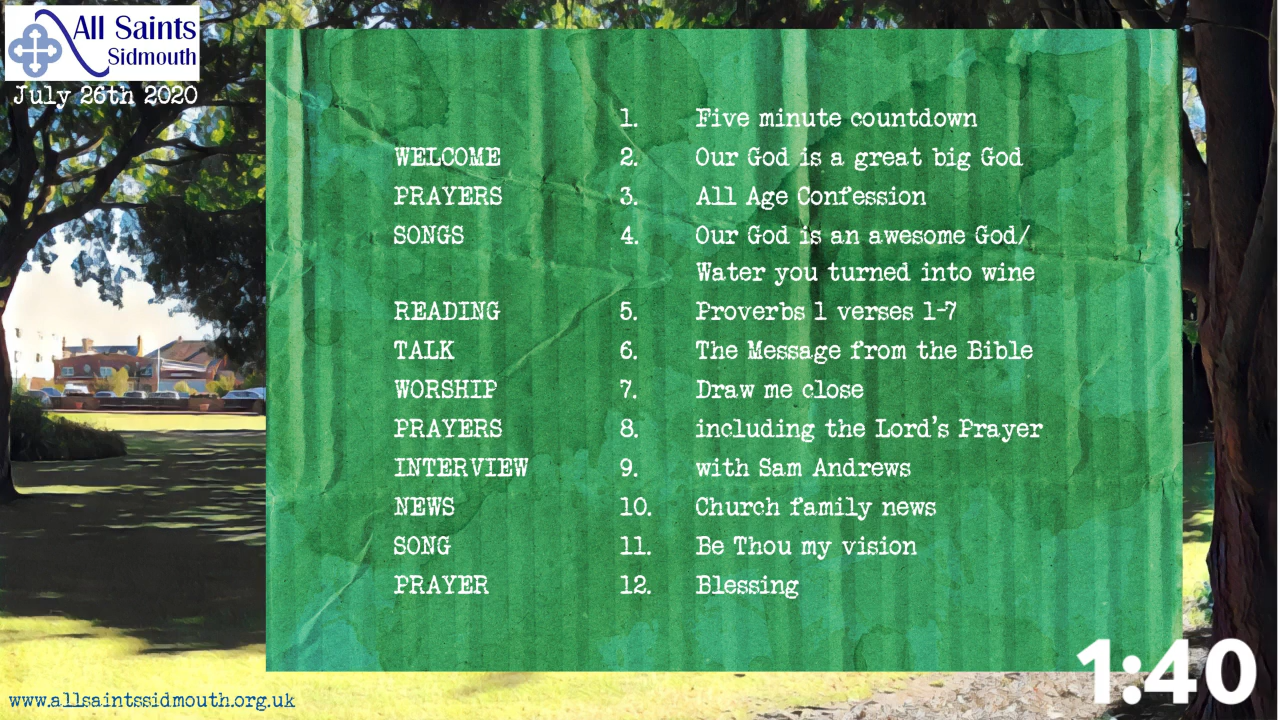 All Saints
Sidmouth
July 26th 2020
1. Five minute countdown
WELCOME 2. Our God is a great big God
PRAYERS 3. All Age Confession
SONGS 4. Our God is an awesome God/
Water you turned into wine
READING 5. Proverbs 1 verses 1-7
TALK 6. The Message from the Bible
WORSHIP 7. Draw me close
PRAYERS 8. including the Lord's Prayer
INTERVIEW 9. with Sam Andrews
NEWS 10. Church family news
SONG 11. Be Thou my vision
PRAYER 12. Blessing
1:40
www.allsaintssidmouth.org.uk